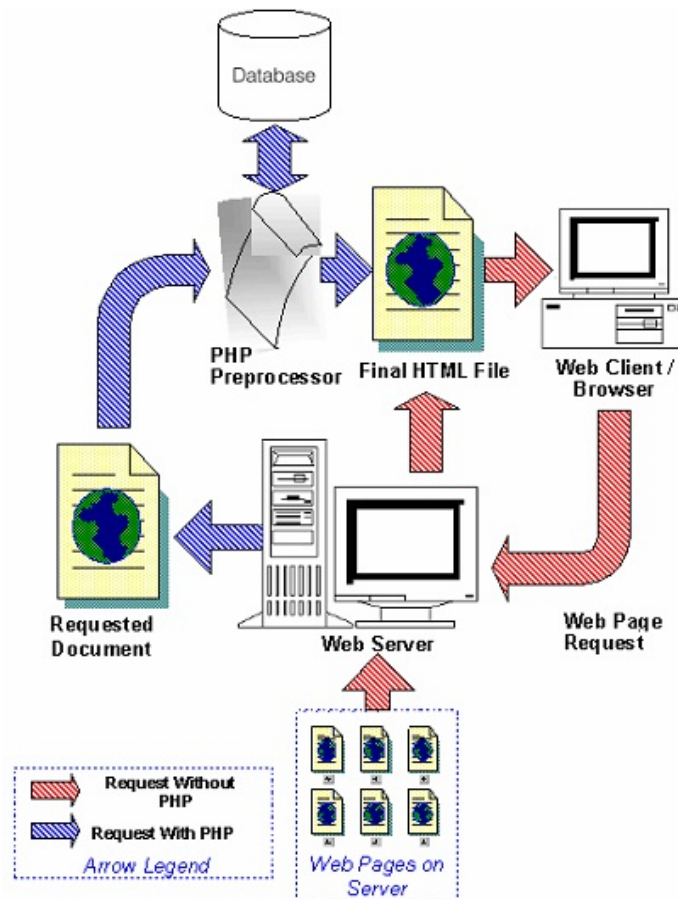 Database
PHP
Preprocessor
Final HTML File
Web Client /
Browser
Requested
Document
Web Server
Web Page
Request
Request Without
PHP
Request With PHP
Arrow Legend
Web Pages on
Server